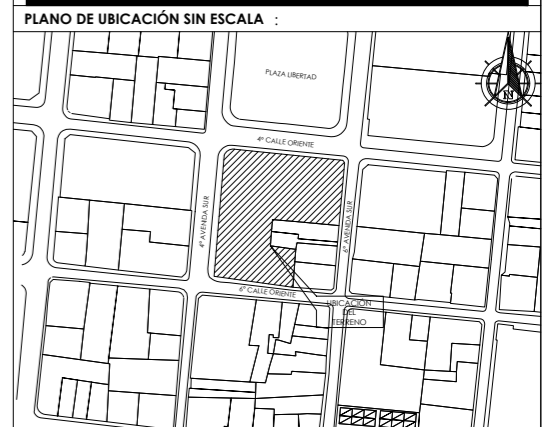 PLANO DE UBICACIÓN SIN ESCALA :
PLAZA LIBERTAD
N
4ª CALLE ORIENTE
4ª AVENIDA SUR
6ª AVENIDA SUR
6ª CALLE ORIENTE
UBICACIÓN
DEL
TERRENO